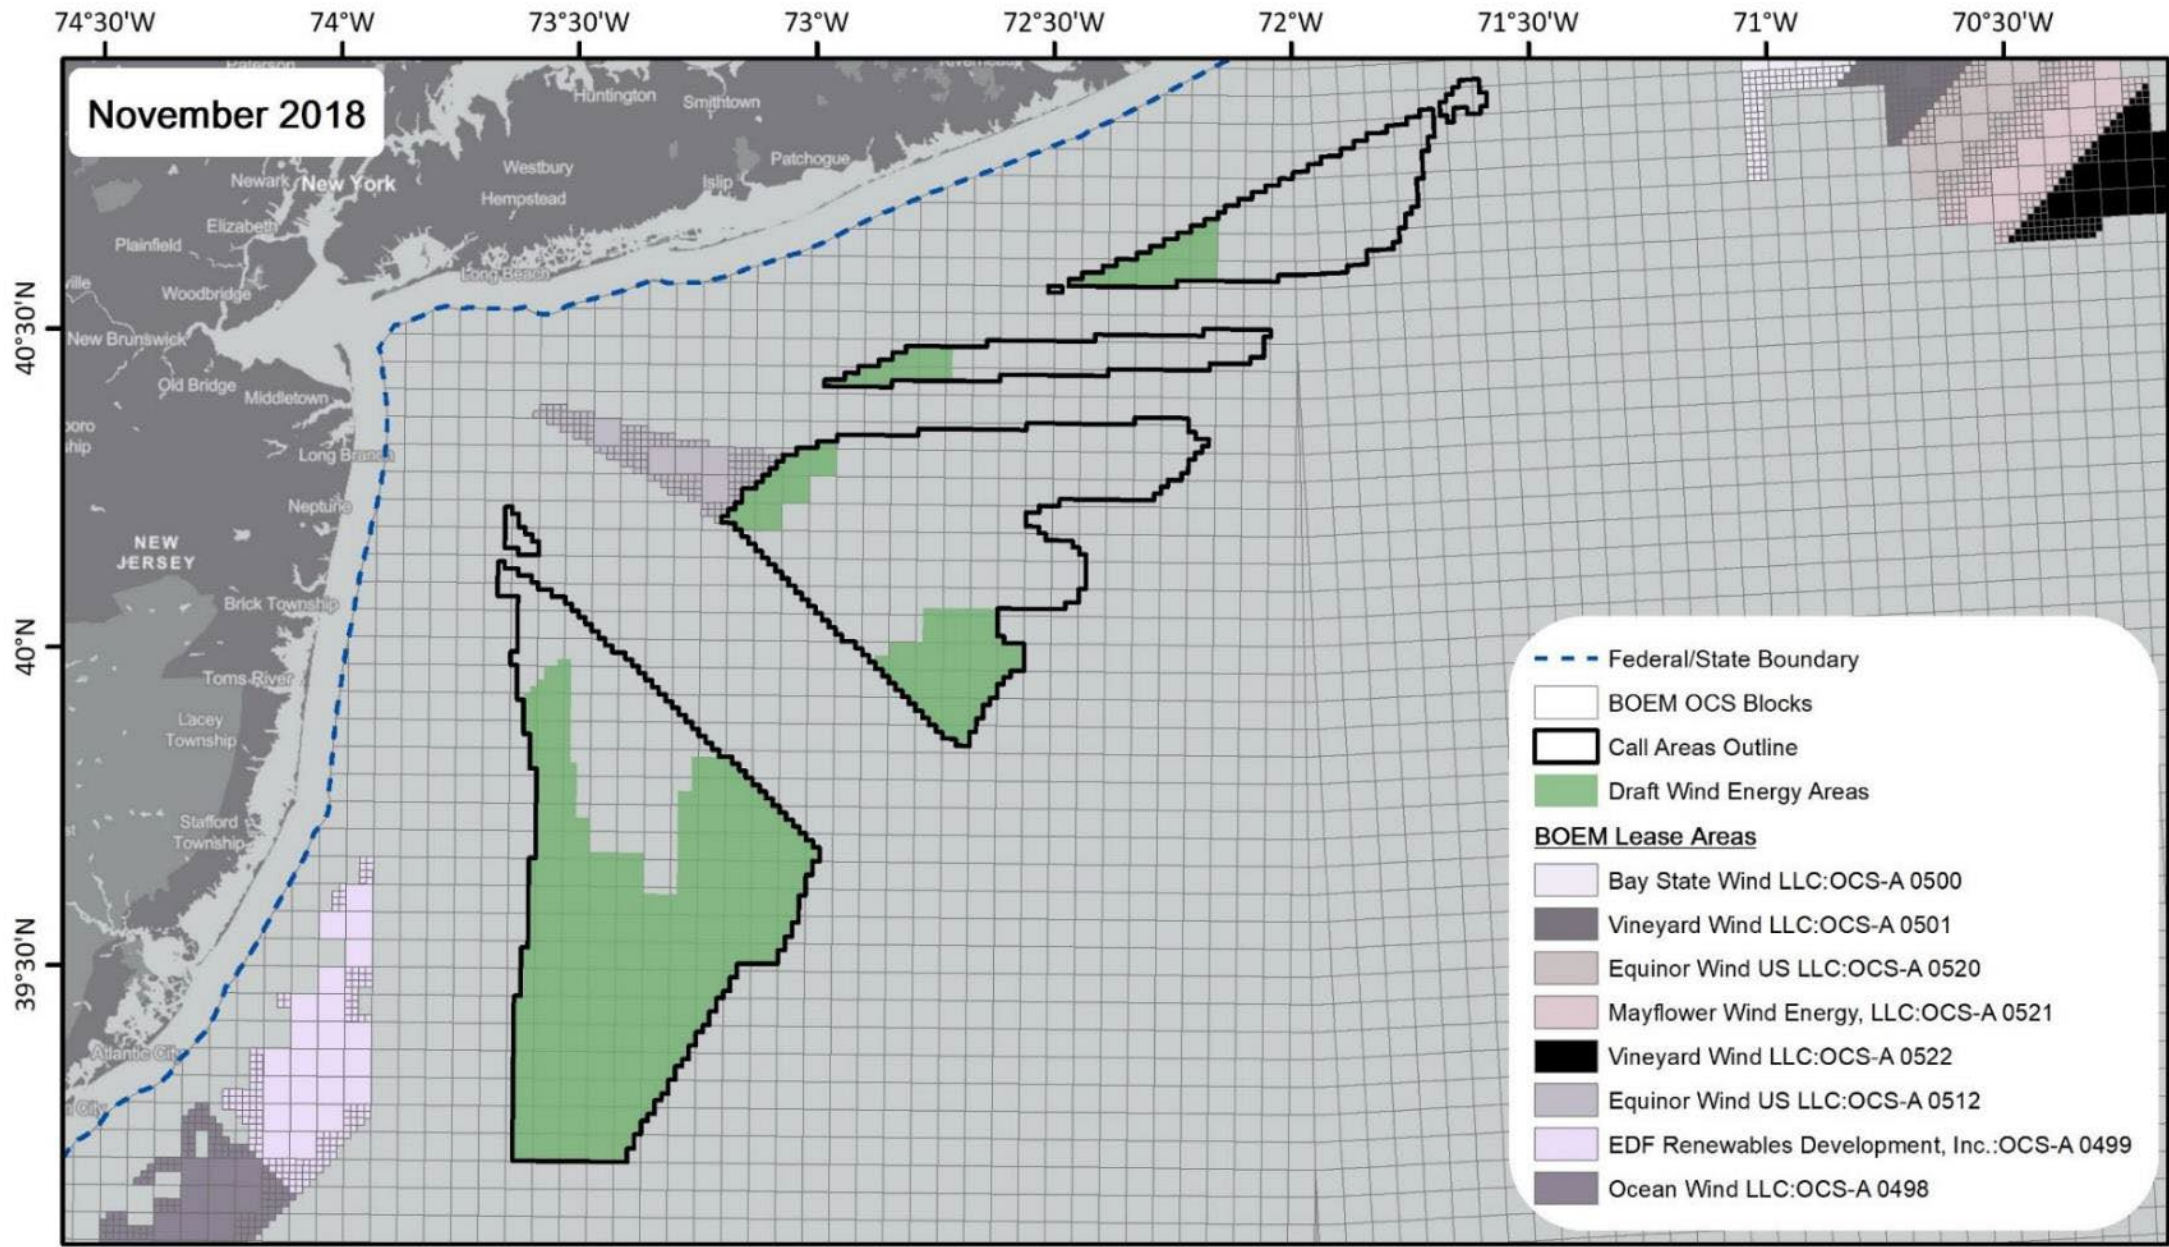 74°30'W 74°W 73°30'W 73°W 72°30'W 72°W 71°30'W 71°W 70°30'W
November 2018
Paterson
Huntington
Smithtown
Westbury
Patchogue
Newark
New York
Hempstead
Islip
Elizabeth
Plainfield
Long Beach
Woodbridge
40°30'N
New Brunswick
Old Bridge
Middletown
Long Branch
Neptune
NEW
JERSEY
Brick Township
40°N
Toms River
Lacey
Township
Stafford
Township
39°30'N
Atlantic City
Federal/State Boundary
BOEM OCS Blocks
Call Areas Outline
Draft Wind Energy Areas
BOEM Lease Areas
Bay State Wind LLC:OCS-A 0500
Vineyard Wind LLC:OCS-A 0501
Equinor Wind US LLC:OCS-A 0520
Mayflower Wind Energy, LLC:OCS-A 0521
Vineyard Wind LLC:OCS-A 0522
Equinor Wind US LLC:OCS-A 0512
EDF Renewables Development, Inc.:OCS-A 0499
Ocean Wind LLC:OCS-A 0498